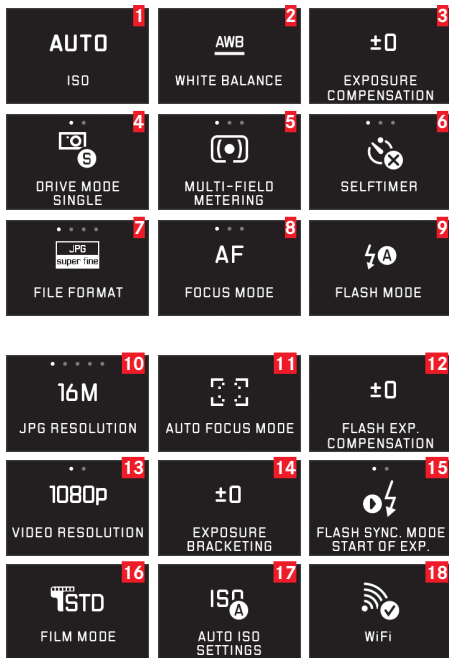 1
AUTO
ISO
2
AWB
WHITE BALANCE
3
±0
EXPOSURE
COMPENSATION
4
S
DRIVE MODE
SINGLE
5
MULTI-FIELD
METERING
6
SELFTIMER
7
JPG
super fine
FILE FORMAT
8
AF
FOCUS MODE
9
A
FLASH MODE
10
16M
JPG RESOLUTION
11
AUTO FOCUS MODE
12
±0
FLASH EXP.
COMPENSATION
13
1080p
VIDEO RESOLUTION
14
±0
EXPOSURE
BRACKETING
15
FLASH SYNC. MODE
START OF EXP.
16
STD
FILM MODE
17
ISO
A
AUTO ISO
SETTINGS
18
WiFi